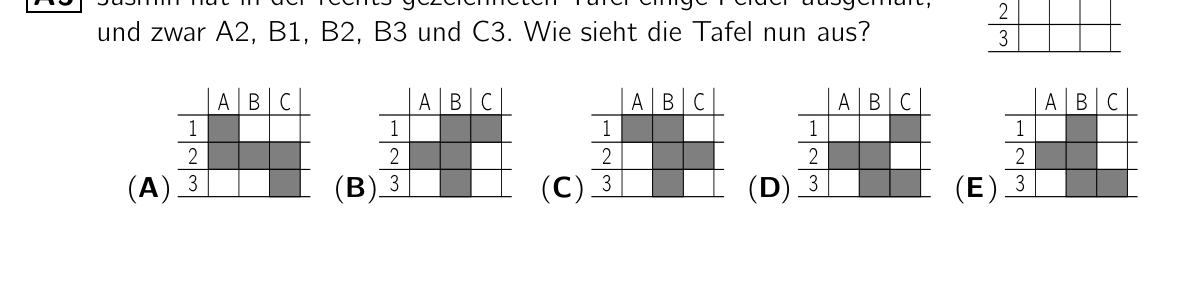 A3 Jasmin hat in der rechts gezeichneten Tafel einige Felder ausgemalt,
und zwar A2, B1, B2, B3 und C3. Wie sieht die Tafel nun aus?
2
3
A B C A B C A B C A B C A B C
1 1 1 1 1
2 2 2 2 2
(A) 3 (B) 3 (C) 3 (D) 3 (E) 3